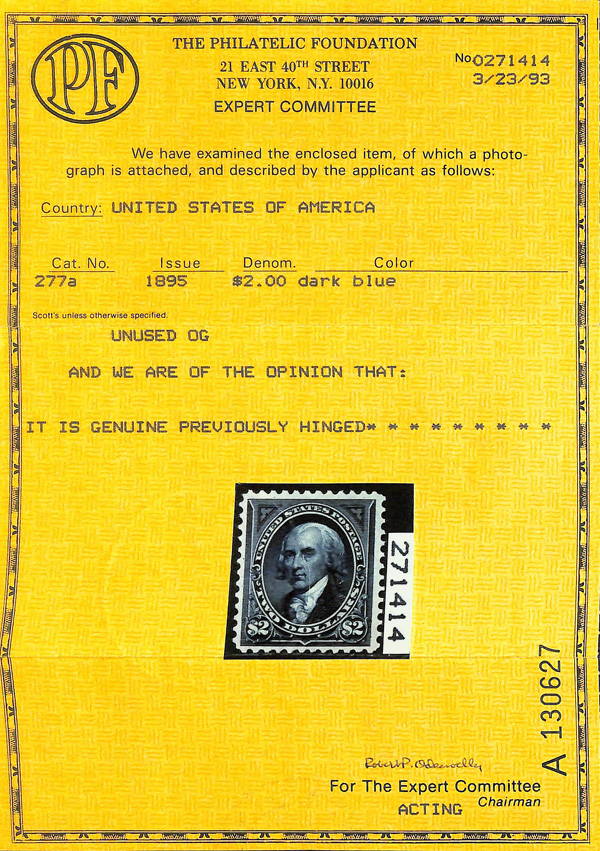 PF
THE PHILATELIC FOUNDATION
21 EAST 40TH STREET
NEW YORK, N.Y. 10016
EXPERT COMMITTEE
No 0271414
3/23/93
We have examined the enclosed item, of which a photo-
graph is attached, and described by the applicant as follows:
Country: UNITED STATES OF AMERICA
Cat. No. Issue Denom. Color
277a 1895 $2.00 dark blue
Scott's unless otherwise specified.
UNUSED OG
AND WE ARE OF THE OPINION THAT:
IT IS GENUINE PREVIOUSLY HINGED* * * * * * * * *
UNITED STATES POSTAGE
TWO DOLLARS
$2 $2
271414
A 130627
Robert P. Odenweller
For The Expert Committee
Chairman
ACTING